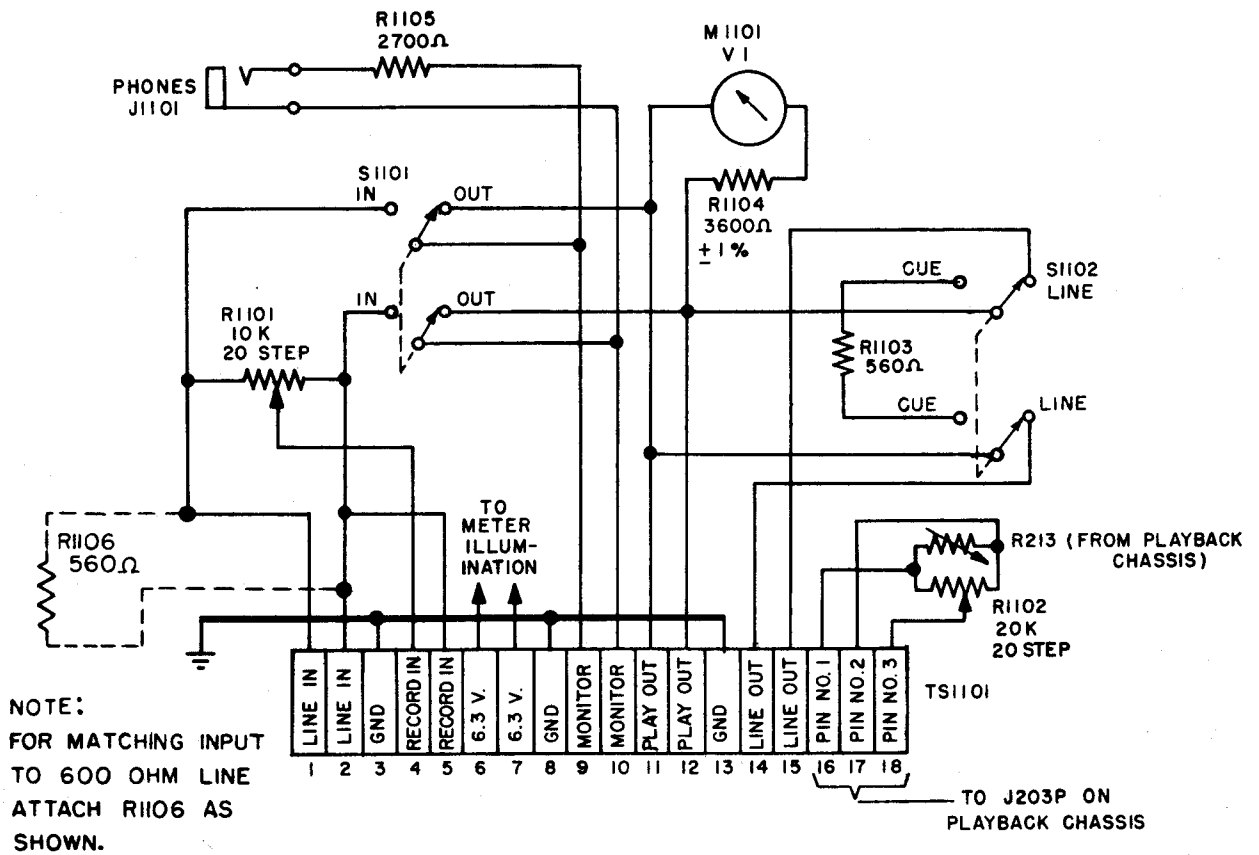 R1105
2700Ω
M1101
V I
PHONES
J1101
S1101
IN
OUT
R1104
3600Ω
±1%
IN
OUT
CUE
S1102
LINE
R1101
10K
20 STEP
R1103
560Ω
CUE
LINE
R1106
560Ω
TO
METER
ILLUM-
INATION
R213 (FROM PLAYBACK
CHASSIS)
R1102
20K
20 STEP
LINE IN
LINE IN
GND
RECORD IN
RECORD IN
6.3 V.
6.3 V.
GND
MONITOR
MONITOR
PLAY OUT
PLAY OUT
GND
LINE OUT
LINE OUT
PIN NO.1
PIN NO.2
PIN NO.3
TS1101
1 2 3 4 5 6 7 8 9 10 11 12 13 14 15 16 17 18
TO J203P ON
PLAYBACK CHASSIS
NOTE:
FOR MATCHING INPUT
TO 600 OHM LINE
ATTACH R1106 AS
SHOWN.